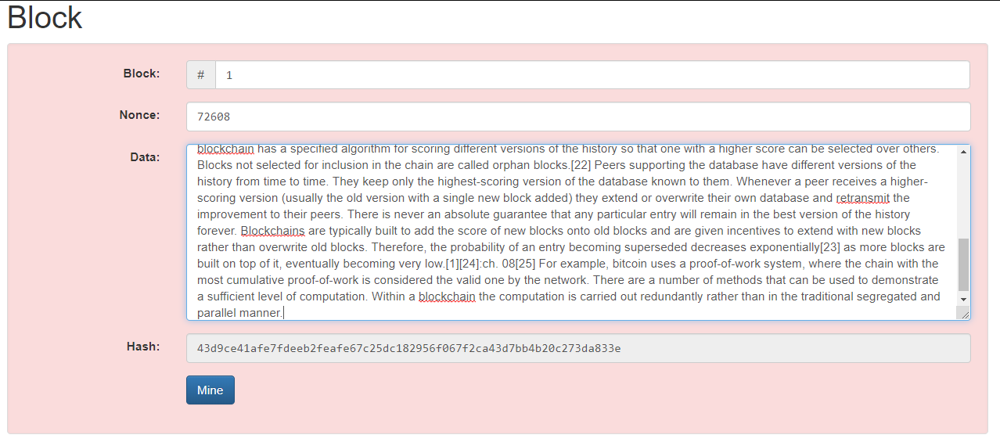 Block
Block:
# 1
Nonce:
72608
Data:
blockchain has a specified algorithm for scoring different versions of the history so that one with a higher score can be selected over others.
Blocks not selected for inclusion in the chain are called orphan blocks.[22] Peers supporting the database have different versions of the
history from time to time. They keep only the highest-scoring version of the database known to them. Whenever a peer receives a higher-
scoring version (usually the old version with a single new block added) they extend or overwrite their own database and retransmit the
improvement to their peers. There is never an absolute guarantee that any particular entry will remain in the best version of the history
forever. Blockchains are typically built to add the score of new blocks onto old blocks and are given incentives to extend with new blocks
rather than overwrite old blocks. Therefore, the probability of an entry becoming superseded decreases exponentially[23] as more blocks are
built on top of it, eventually becoming very low.[1][24]:ch. 08[25] For example, bitcoin uses a proof-of-work system, where the chain with the
most cumulative proof-of-work is considered the valid one by the network. There are a number of methods that can be used to demonstrate
a sufficient level of computation. Within a blockchain the computation is carried out redundantly rather than in the traditional segregated and
parallel manner.
Hash:
43d9ce41afe7fdeeb2feafe67c25dc182956f067f2ca43d7bb4b20c273da833e
Mine